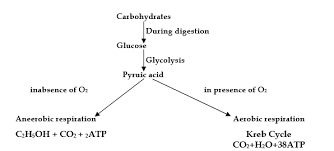 Carbohydrates
During digestion
Glucose
Glycolysis
Pyruic acid
inabsence of O₂
in presence of O₂
Aneerobic respiration
Aerobic respiration
C₂H₅OH + CO₂ + ₂ATP
Kreb Cycle
CO₂+H₂O+38ATP